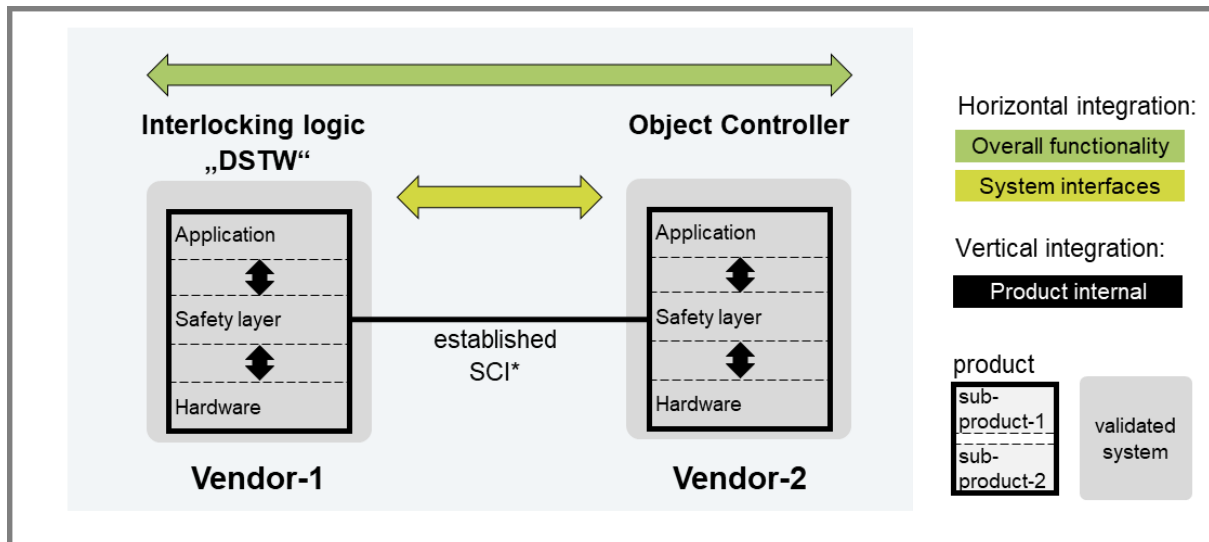 Interlocking logic
„DSTW“
Object Controller
Application
Safety layer
Hardware
Vendor-1
established
SCI*
Application
Safety layer
Hardware
Vendor-2
Horizontal integration:
Overall functionality
System interfaces
Vertical integration:
Product internal
product
sub-
product-1
sub-
product-2
validated
system